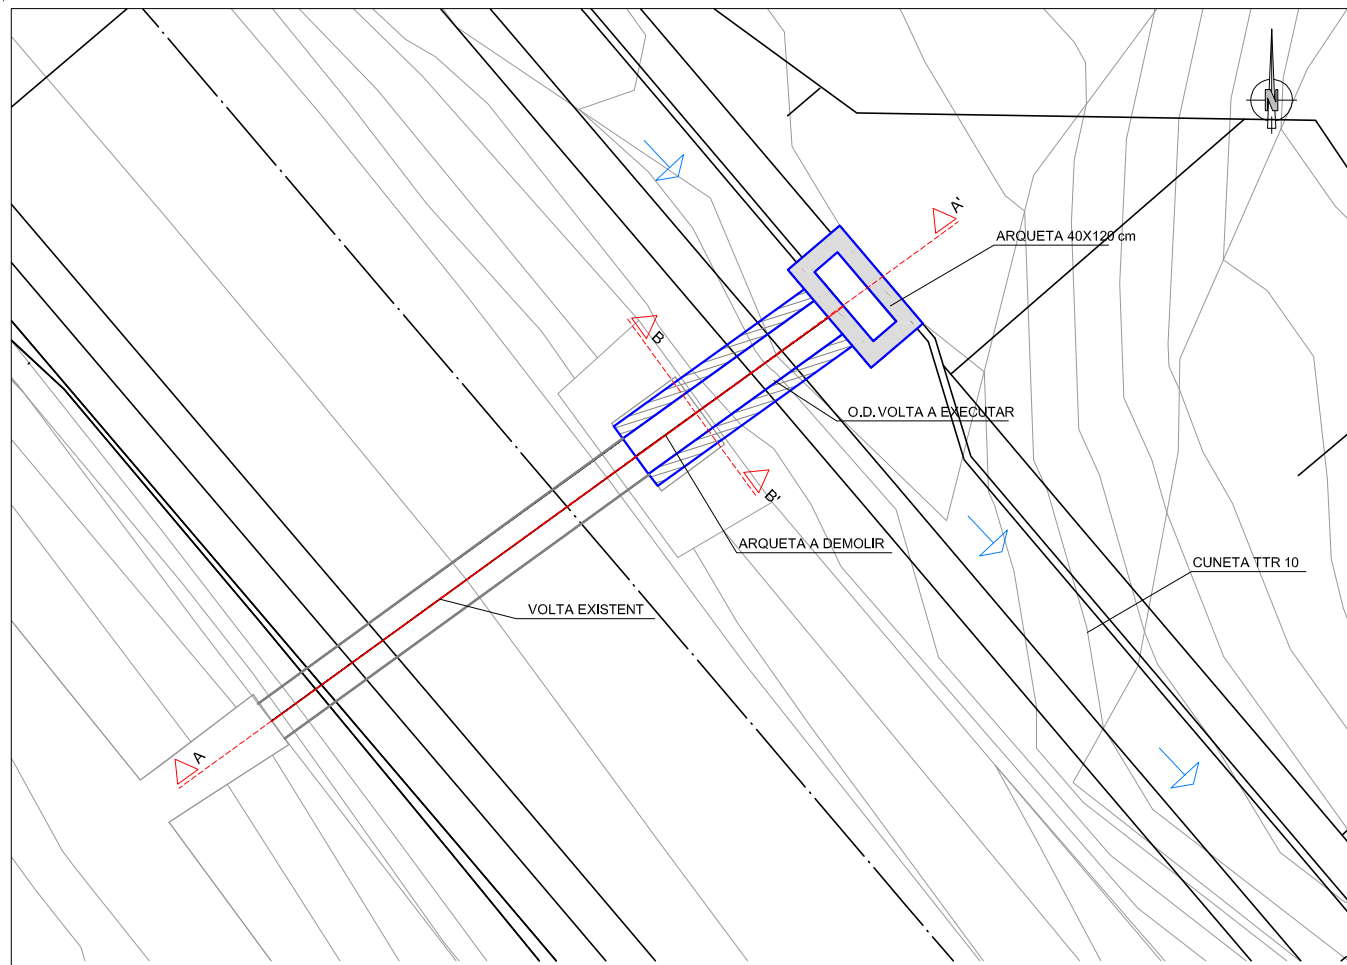 N
A'
ARQUETA 40X120 cm
B
O.D. VOLTA A EXECUTAR
B'
ARQUETA A DEMOLIR
CUNETA TTR 10
VOLTA EXISTENT
A